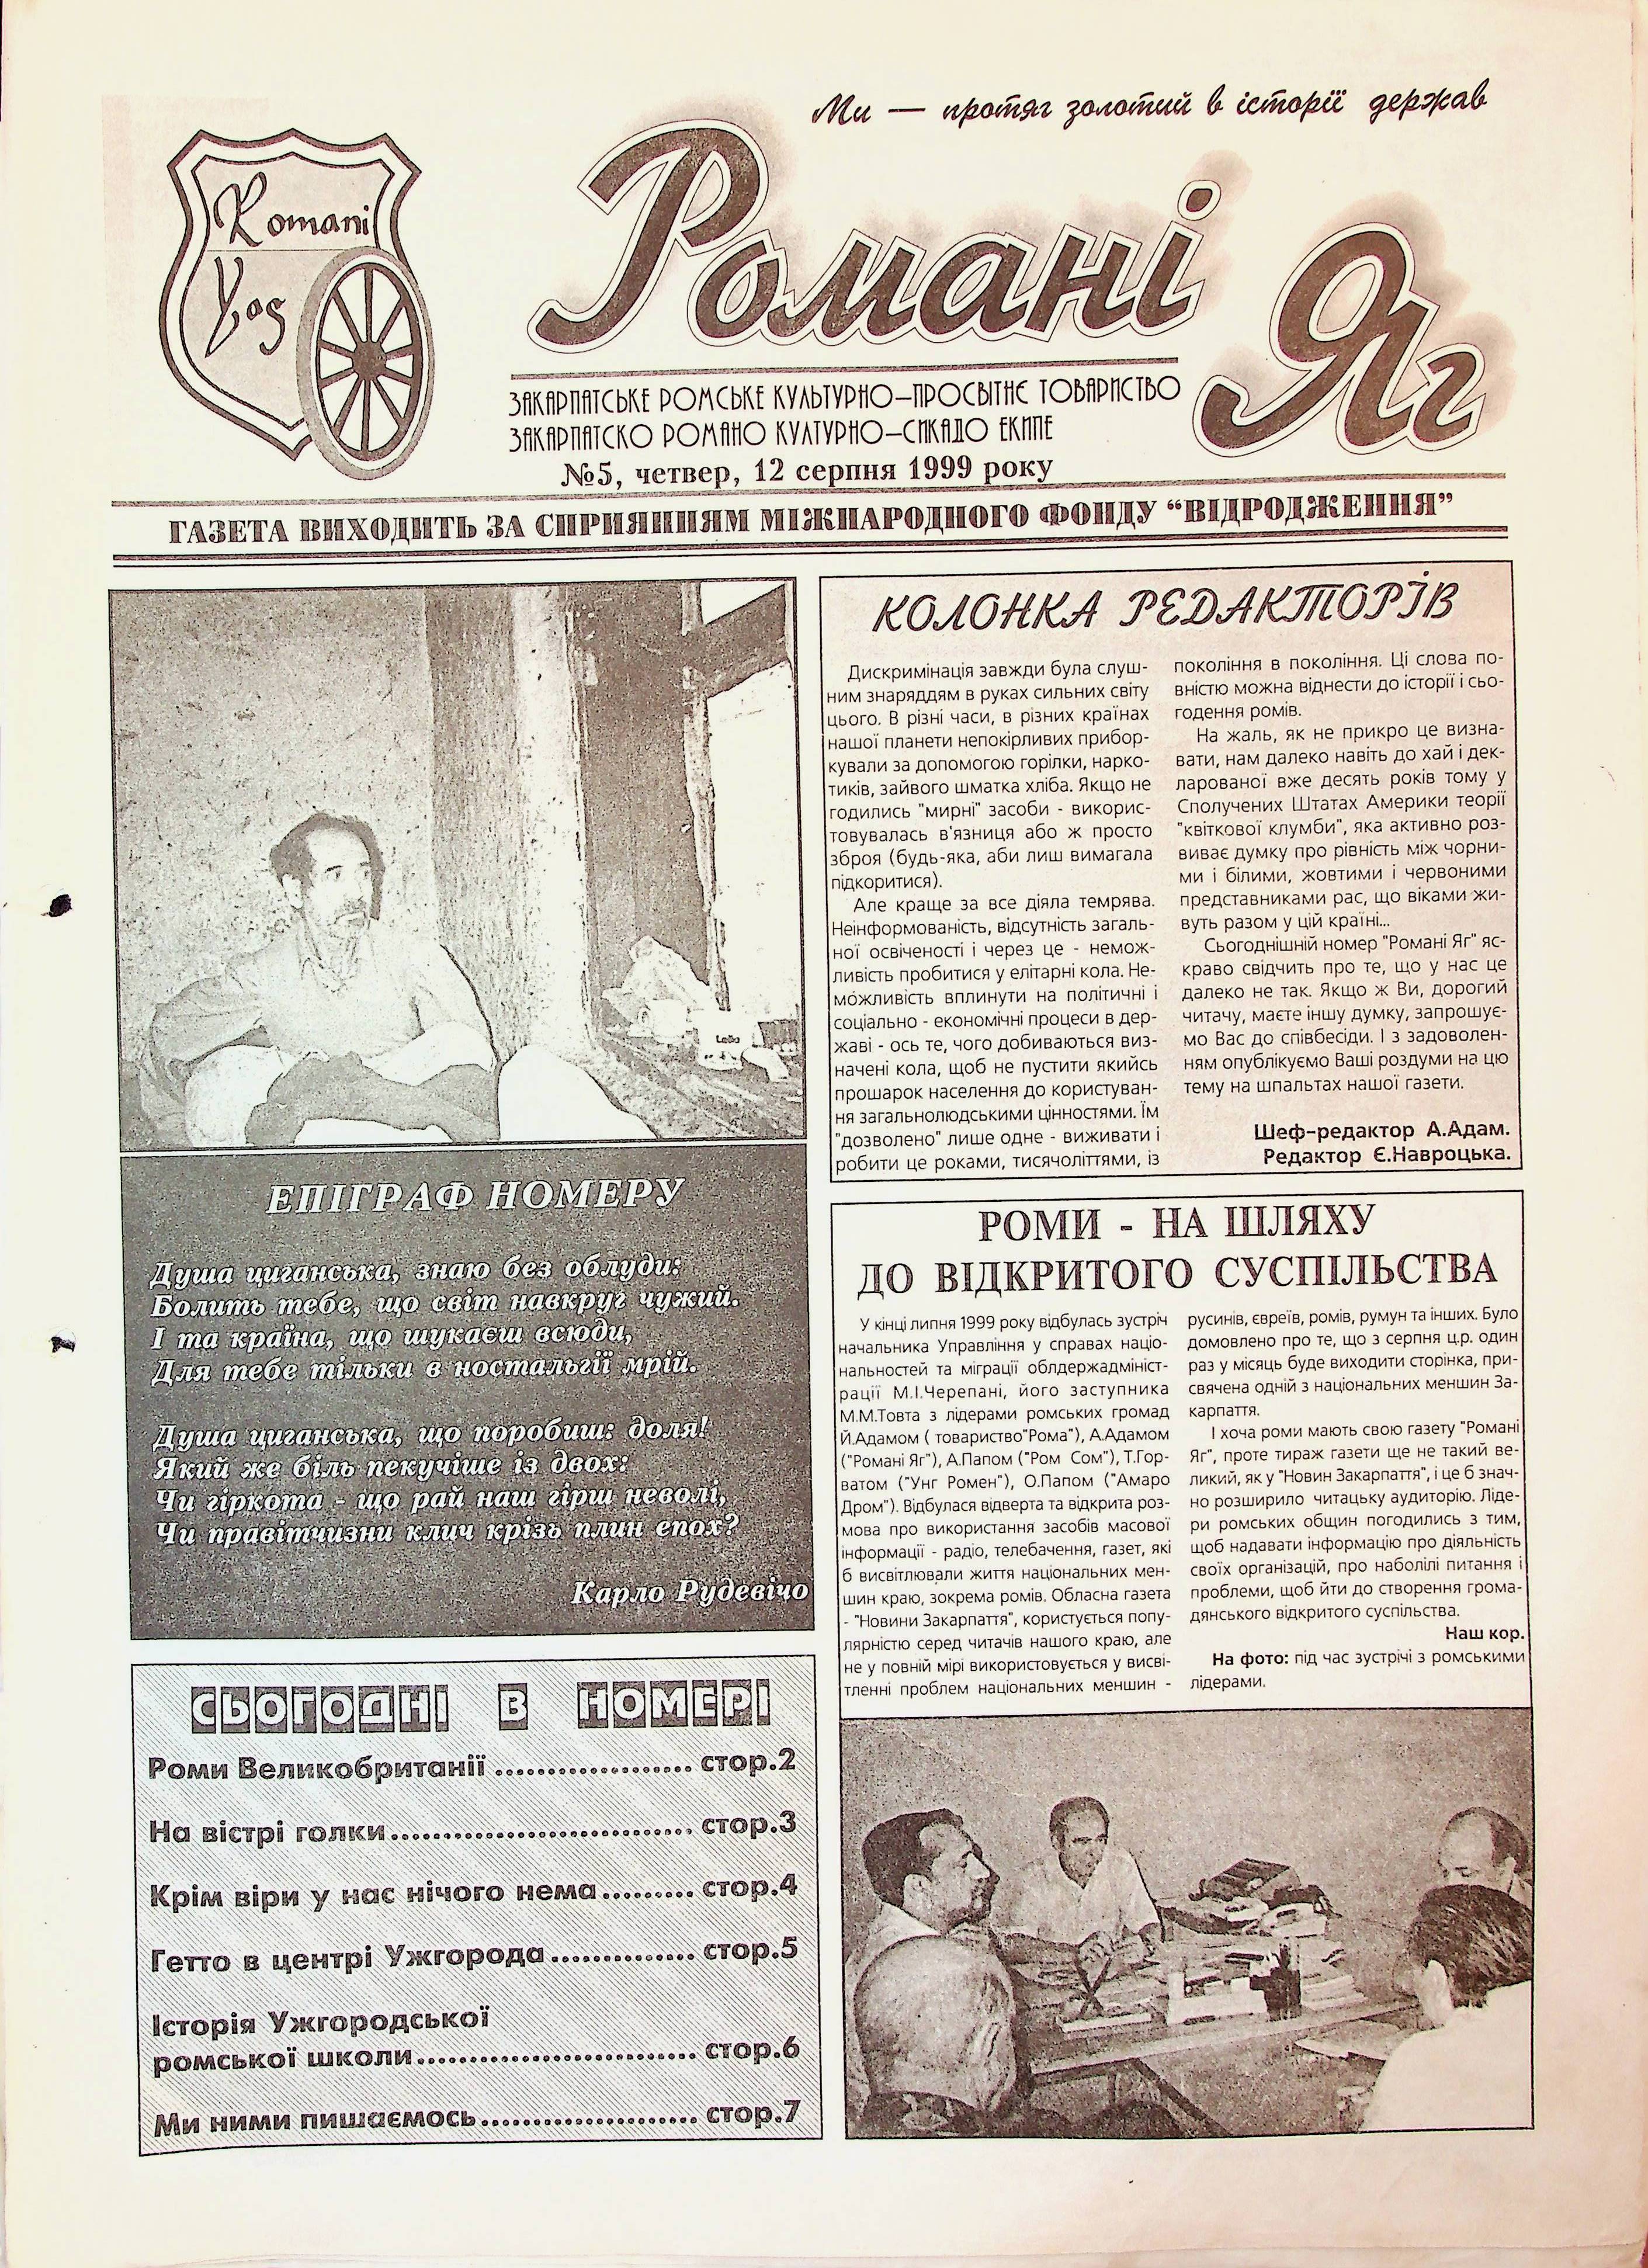 Ми — протяг золотий в історії держав
Romani
Yag
Романі Яг
ЗАКАРПАТСЬКЕ РОМСЬКЕ КУЛЬТУРНО–ПРОСВІТНЄ ТОВАРИСТВО
ЗАКАРПАТСКО РОМАНО КУЛТУРНО–СИКАДО ЕКИПЕ
№5, четвер, 12 серпня 1999 року
ГАЗЕТА ВИХОДИТЬ ЗА СПРИЯННЯМ МІЖНАРОДНОГО ФОНДУ “ВІДРОДЖЕННЯ”
ЕПІГРАФ НОМЕРУ
Душа циганська, знаю без облуди:
Болить тебе, що світ навкруг чужий.
І та країна, що шукаєш всюди,
Для тебе тільки в ностальгії мрій.
Душа циганська, що поробиш: доля!
Який же біль пекучіше із двох:
Чи гіркота - що рай наш гірш неволі,
Чи правітчизни клич крізь плин епох?
Карло Рудевічо
СЬОГОДНІ В НОМЕРІ
Роми Великобританії ................... стор.2
На вістрі голки............................. стор.3
Крім віри у нас нічого нема......... стор.4
Гетто в центрі Ужгорода.............. стор.5
Історія Ужгородської
ромської школи........................... стор.6
Ми ними пишаємось..................... стор.7
КОЛОНКА РЕДАКТОРІВ
Дискримінація завжди була слуш-
ним знаряддям в руках сильних світу
цього. В різні часи, в різних країнах
нашої планети непокірливих прибор-
кували за допомогою горілки, нарко-
тиків, зайвого шматка хліба. Якщо не
годились "мирні" засоби - викорис-
товувалась в'язниця або ж просто
зброя (будь-яка, аби лиш вимагала
підкоритися).
Але краще за все діяла темрява.
Неінформованість, відсутність загаль-
ної освіченості і через це - немож-
ливість пробитися у елітарні кола. Не-
можливість вплинути на політичні і
соціально - економічні процеси в дер-
жаві - ось те, чого добиваються виз-
начені кола, щоб не пустити якийсь
прошарок населення до користуван-
ня загальнолюдськими цінностями. Їм
"дозволено" лише одне - виживати і
робити це роками, тисячоліттями, із
покоління в покоління. Ці слова по-
вністю можна віднести до історії і сьо-
годення ромів.
На жаль, як не прикро це визна-
вати, нам далеко навіть до хай і дек-
ларованої вже десять років тому у
Сполучених Штатах Америки теорії
"квіткової клумби", яка активно роз-
виває думку про рівність між чорни-
ми і білими, жовтими і червоними
представниками рас, що віками жи-
вуть разом у цій країні...
Сьогоднішній номер "Романі Яг" яс-
краво свідчить про те, що у нас це
далеко не так. Якщо ж Ви, дорогий
читачу, маєте іншу думку, запрошує-
мо Вас до співбесіди. І з задоволен-
ням опублікуємо Ваші роздуми на цю
тему на шпальтах нашої газети.
Шеф-редактор А.Адам.
Редактор Є.Навроцька.
РОМИ - НА ШЛЯХУ
ДО ВІДКРИТОГО СУСПІЛЬСТВА
У кінці липня 1999 року відбулась зустріч
начальника Управління у справах націо-
нальностей та міграції облдержадмініст-
рації М.І.Черепані, його заступника
М.М.Товта з лідерами ромських громад
Й.Адамом ( товариство"Рома"), А.Адамом
("Романі Яг"), А.Папом ("Ром Сом"), Т.Гор-
ватом ("Унг Ромен"), О.Папом ("Амаро
Дром"). Відбулася відверта та відкрита роз-
мова про використання засобів масової
інформації - радіо, телебачення, газет, які
б висвітлювали життя національних мен-
шин краю, зокрема ромів. Обласна газета
- "Новини Закарпаття", користується попу-
лярністю серед читачів нашого краю, але
не у повній мірі використовується у висві-
тленні проблем національних меншин -
русинів, євреїв, ромів, румун та інших. Було
домовлено про те, що з серпня ц.р. один
раз у місяць буде виходити сторінка, при-
свячена одній з національних меншин За-
карпаття.
І хоча роми мають свою газету "Романі
Яг", проте тираж газети ще не такий ве-
ликий, як у "Новин Закарпаття", і це б знач-
но розширило читацьку аудиторію. Ліде-
ри ромських общин погодились з тим,
щоб надавати інформацію про діяльність
своїх організацій, про наболілі питання і
проблеми, щоб йти до створення грома-
дянського відкритого суспільства.
Наш кор.
На фото: під час зустрічі з ромськими
лідерами.